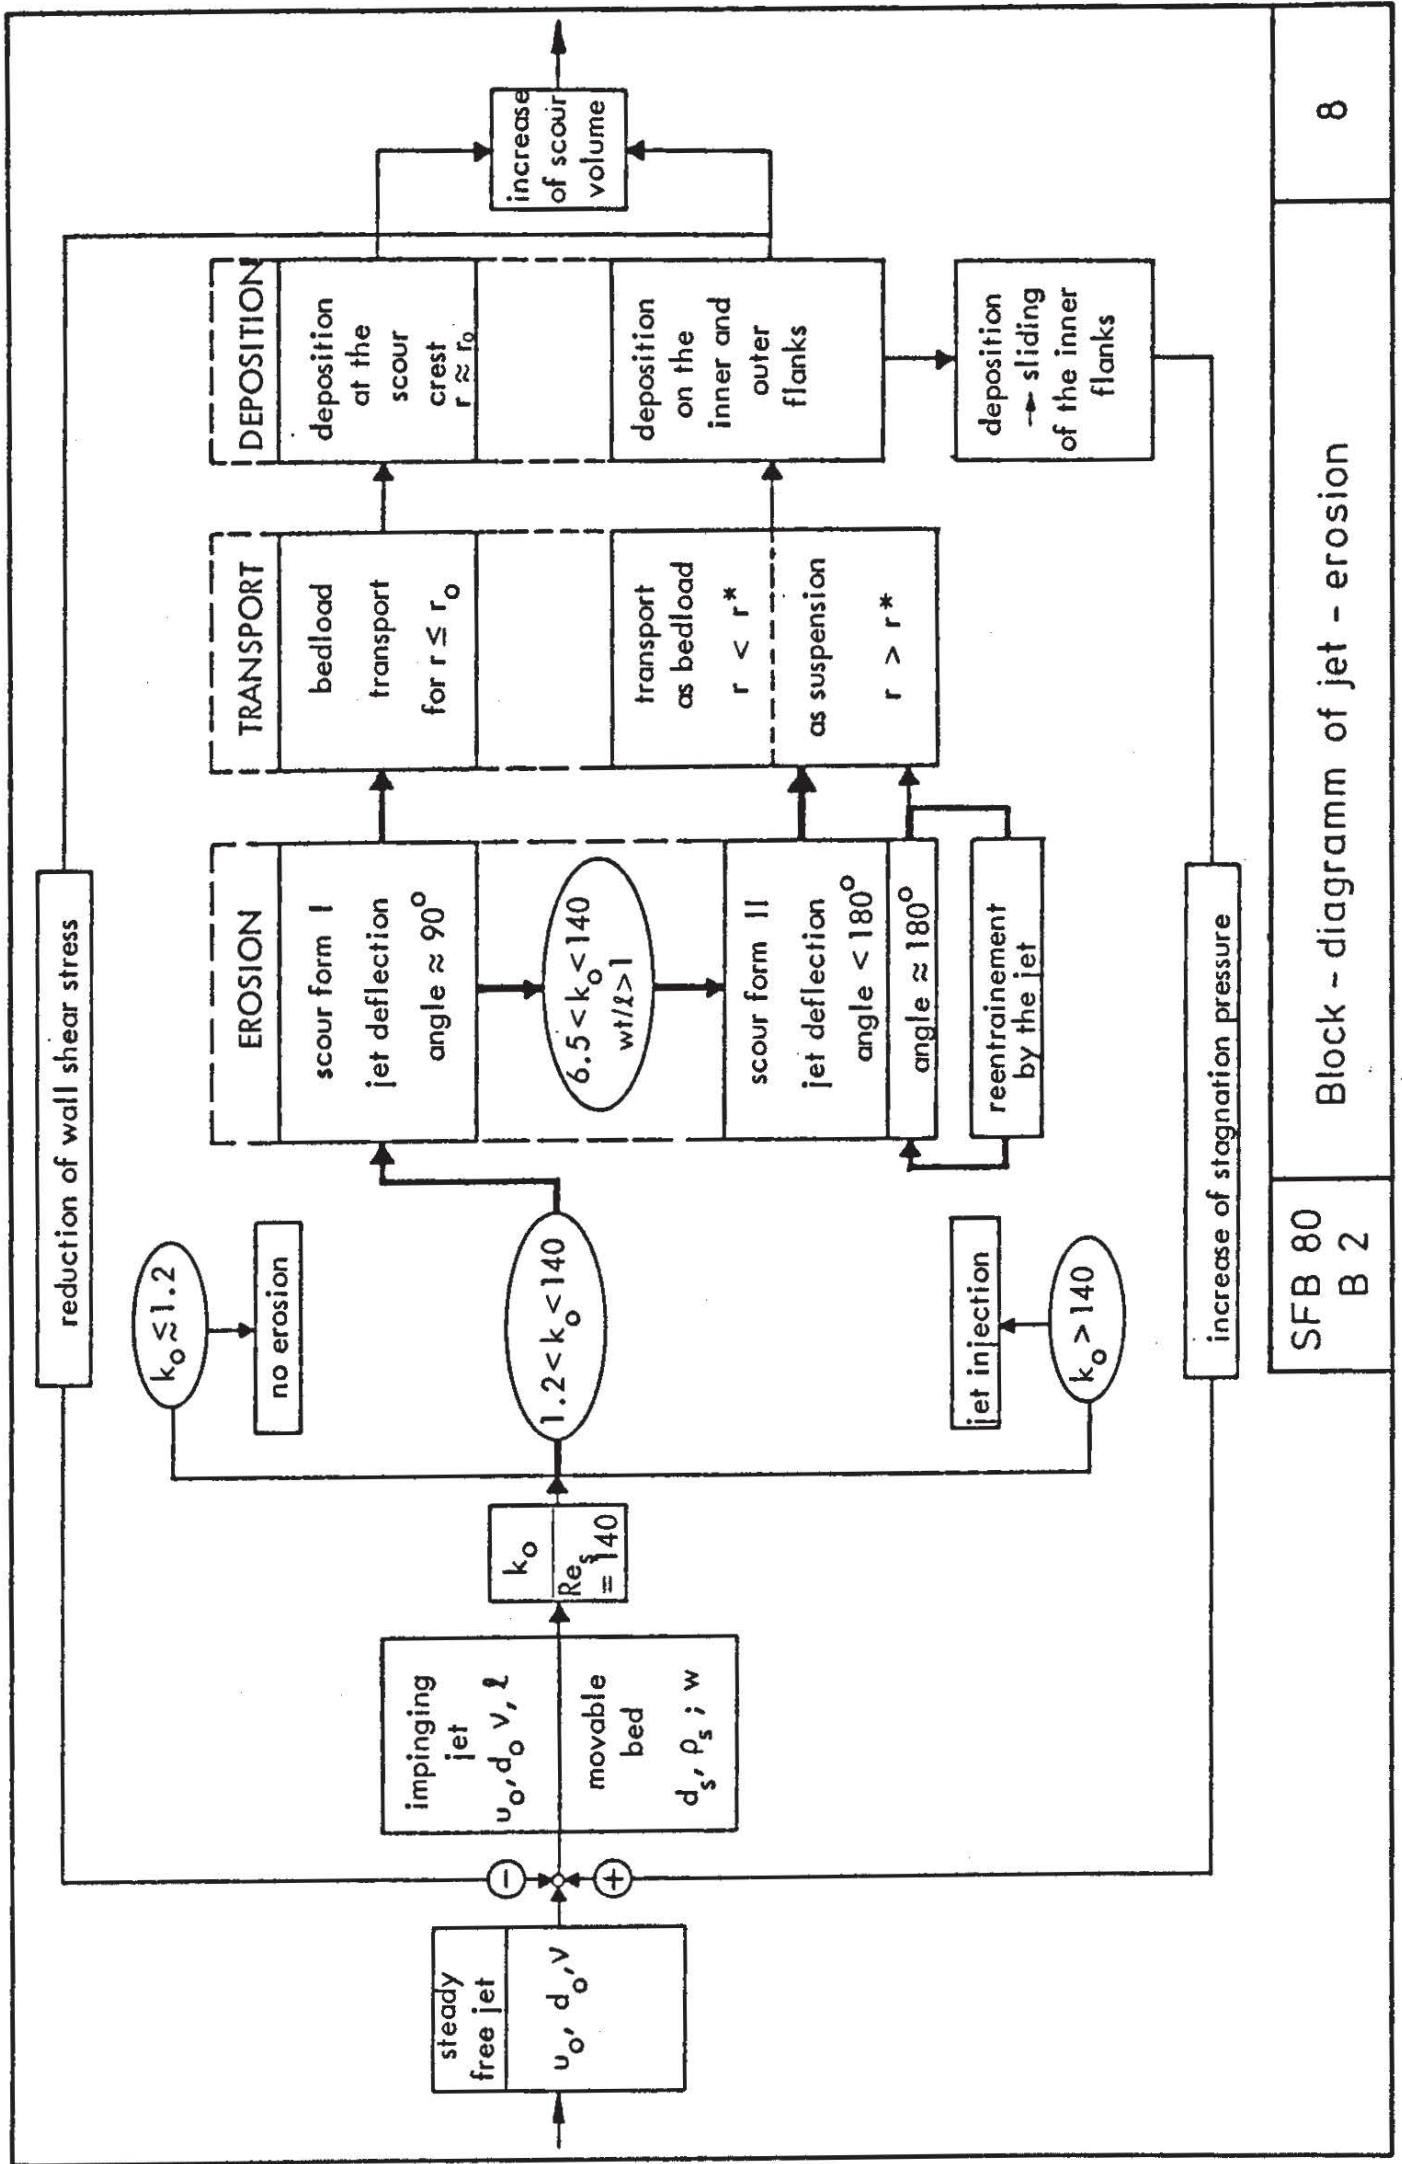 reduction of wall shear stress
steady
free jet
u₀, d₀,ν
−
+
impinging
jet
u₀,d₀ ν, ℓ
movable
bed
dₛ, ρₛ ; w
k₀
Reₛ
= 140
k₀ ≲ 1.2
no erosion
1.2 < k₀ < 140
jet injection
k₀ > 140
EROSION
scour form I
jet deflection
angle ≈ 90°
6.5 < k₀ < 140
wt/ℓ > 1
scour form II
jet deflection
angle < 180°
angle ≈ 180°
reentrainement
by the jet
TRANSPORT
bedload
transport
for r ≤ r₀
transport
as bedload
r < r*
as suspension
r > r*
DEPOSITION
deposition
at the
scour
crest
r ≈ r₀
deposition
on the
inner and
outer
flanks
deposition
→ sliding
of the inner
flanks
increase
of scour
volume
increase of stagnation pressure
SFB 80
B 2
Block - diagramm of jet - erosion
8